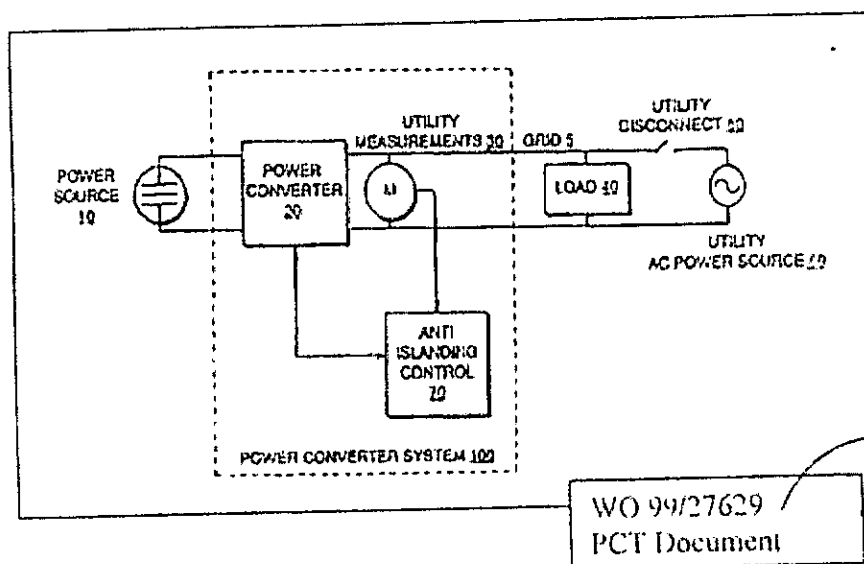 UTILITY
MEASUREMENTS 30
GRID 5
UTILITY
DISCONNECT
POWER
SOURCE
10
POWER
CONVERTER
20
M
LOAD 40
UTILITY
AC POWER SOURCE
ANTI
ISLANDING
CONTROL
70
POWER CONVERTER SYSTEM 100
WO 99/27629
PCT Document